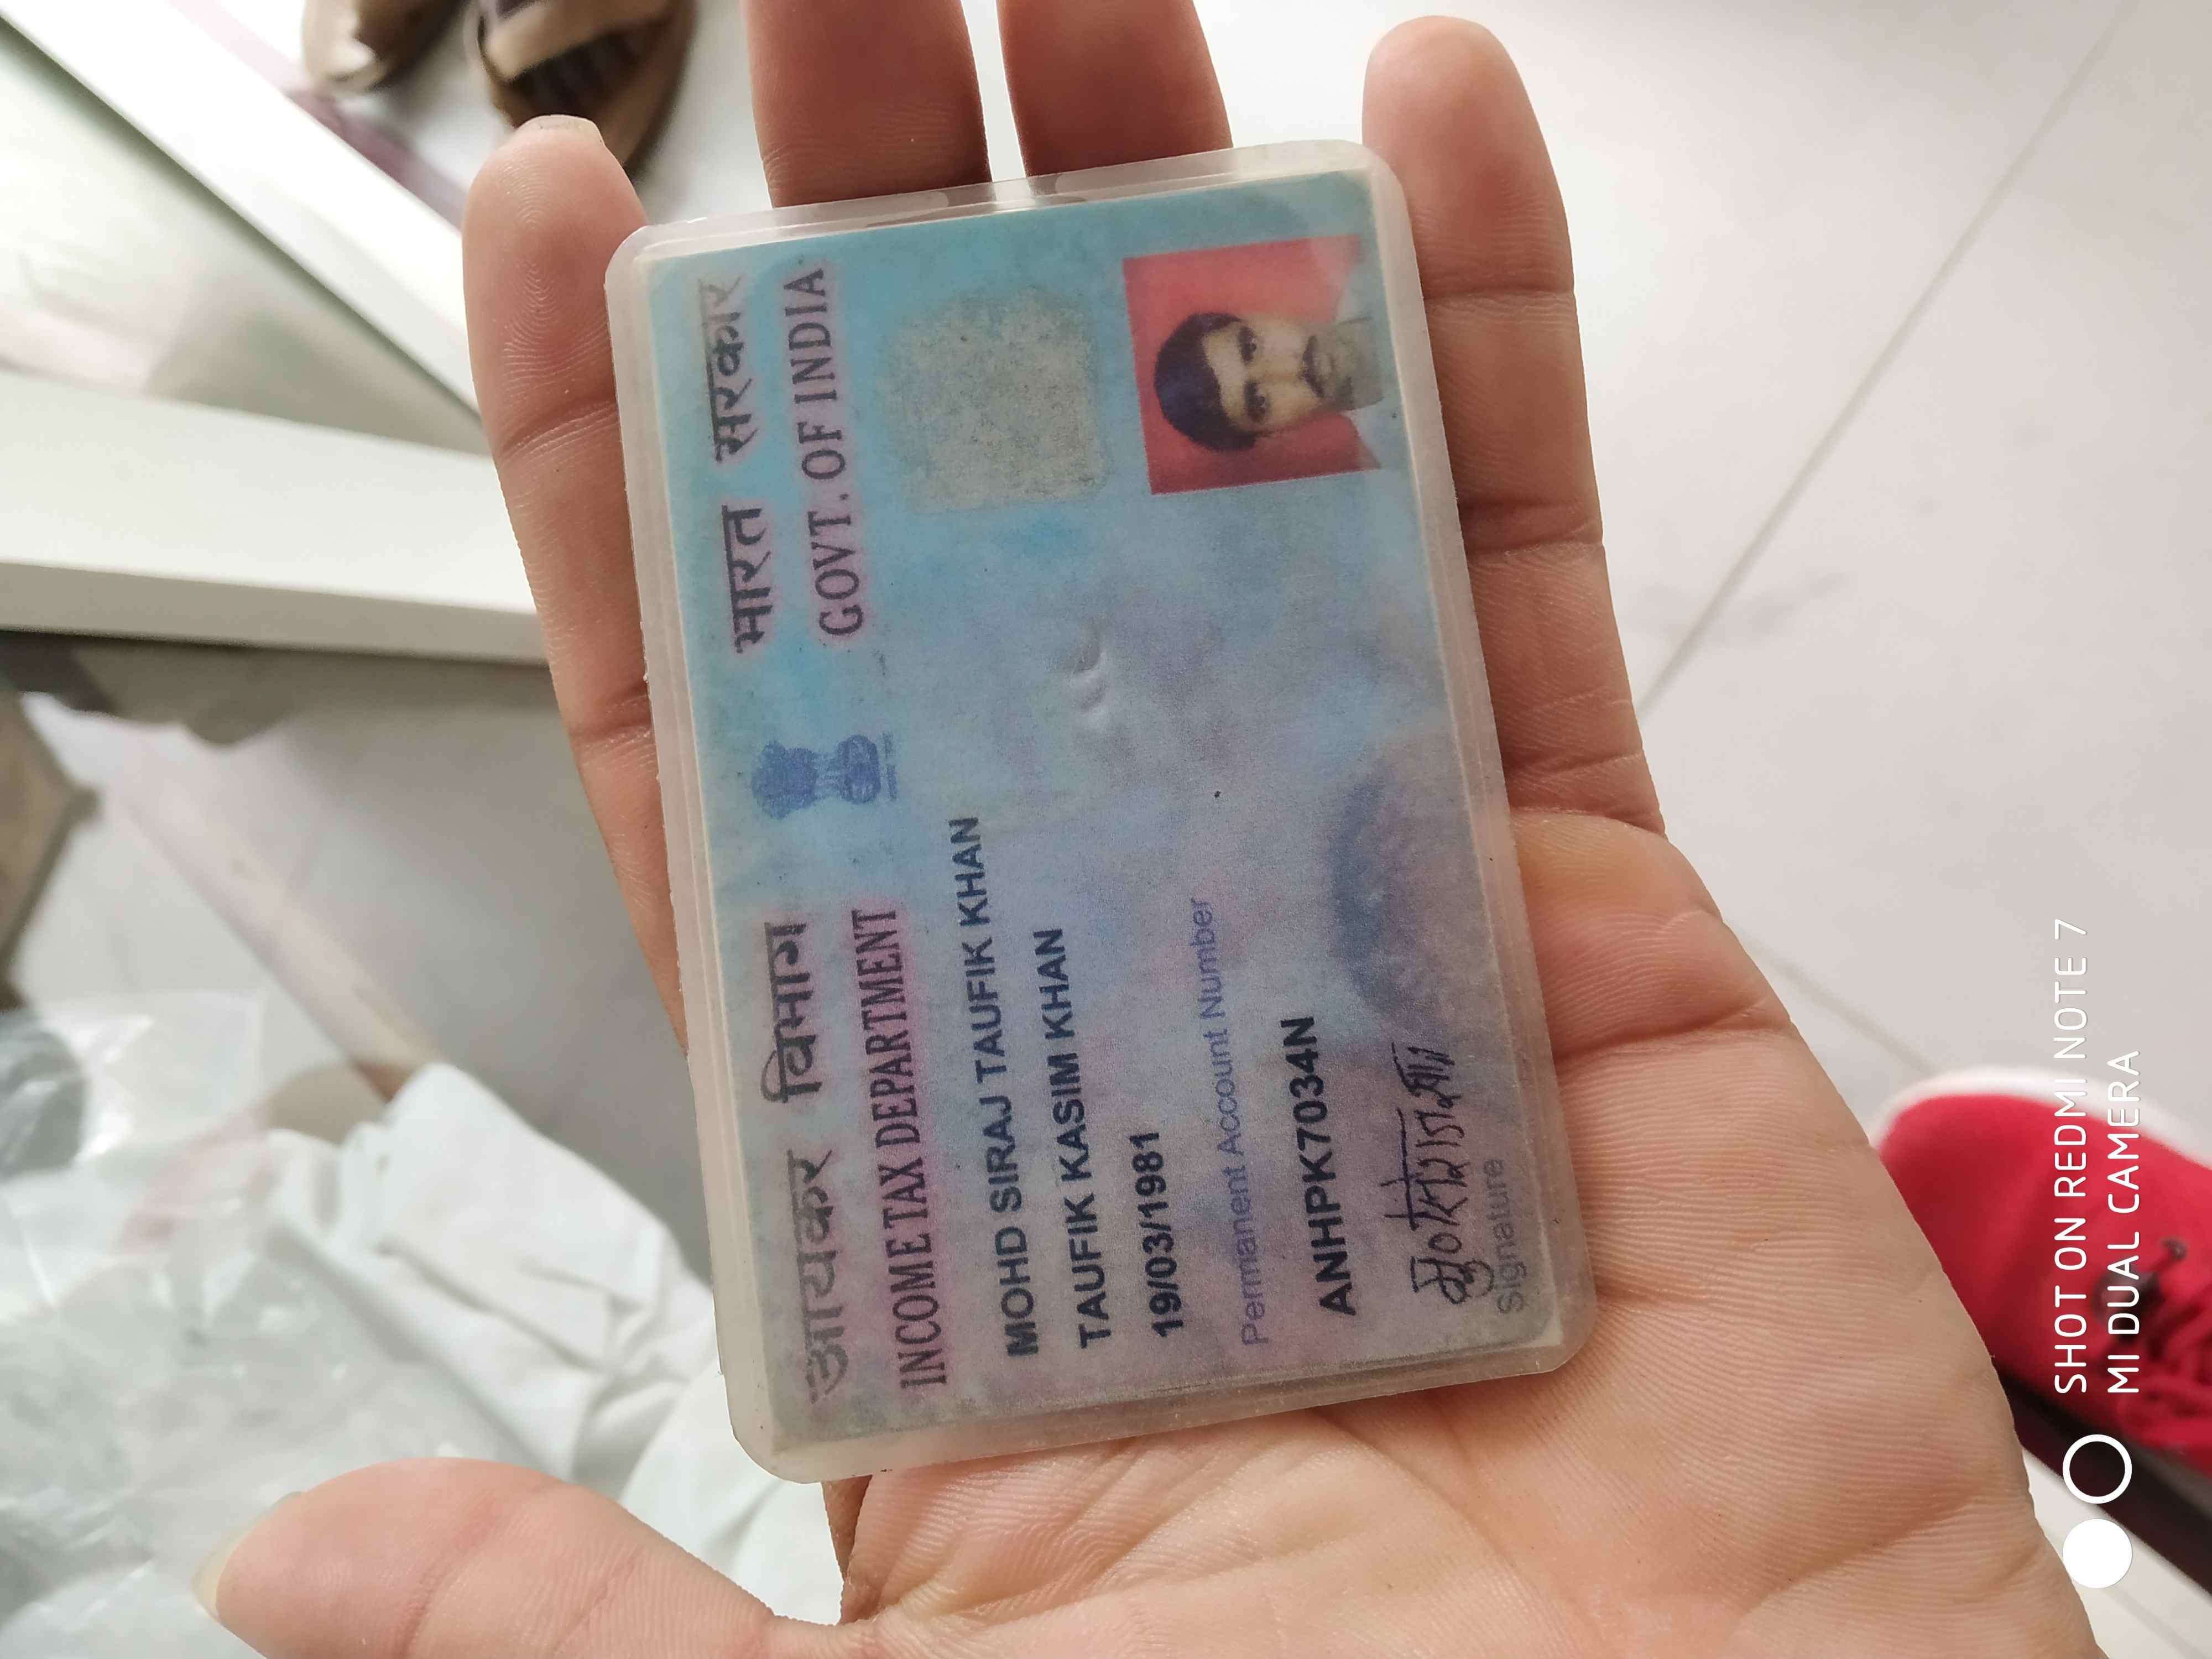 आयकर विभाग भारत सरकार
INCOME TAX DEPARTMENT GOVT. OF INDIA
MOHD SIRAJ TAUFIK KHAN
TAUFIK KASIM KHAN
19/03/1981
Permanent Account Number
ANHPK7034N
Signature
SHOT ON REDMI NOTE 7
MI DUAL CAMERA